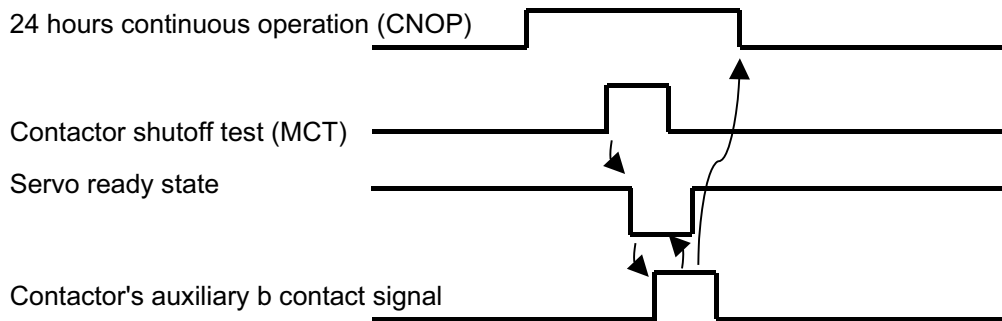 24 hours continuous operation (CNOP)
Contactor shutoff test (MCT)
Servo ready state
Contactor's auxiliary b contact signal